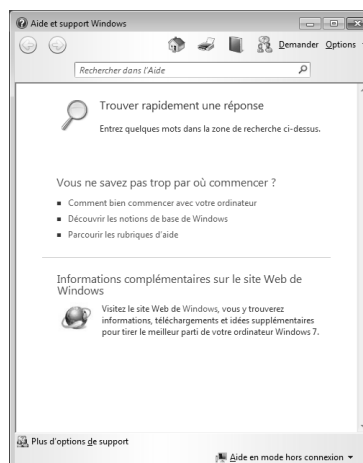 Aide et support Windows
Demander Options
Rechercher dans l'Aide
Trouver rapidement une réponse
Entrez quelques mots dans la zone de recherche ci-dessus.
Vous ne savez pas trop par où commencer ?
Comment bien commencer avec votre ordinateur
Découvrir les notions de base de Windows
Parcourir les rubriques d'aide
Informations complémentaires sur le site Web de
Windows
Visitez le site Web de Windows, vous y trouverez
informations, téléchargements et idées supplémentaires
pour tirer le meilleur parti de votre ordinateur Windows 7.
Plus d'options de support
Aide en mode hors connexion